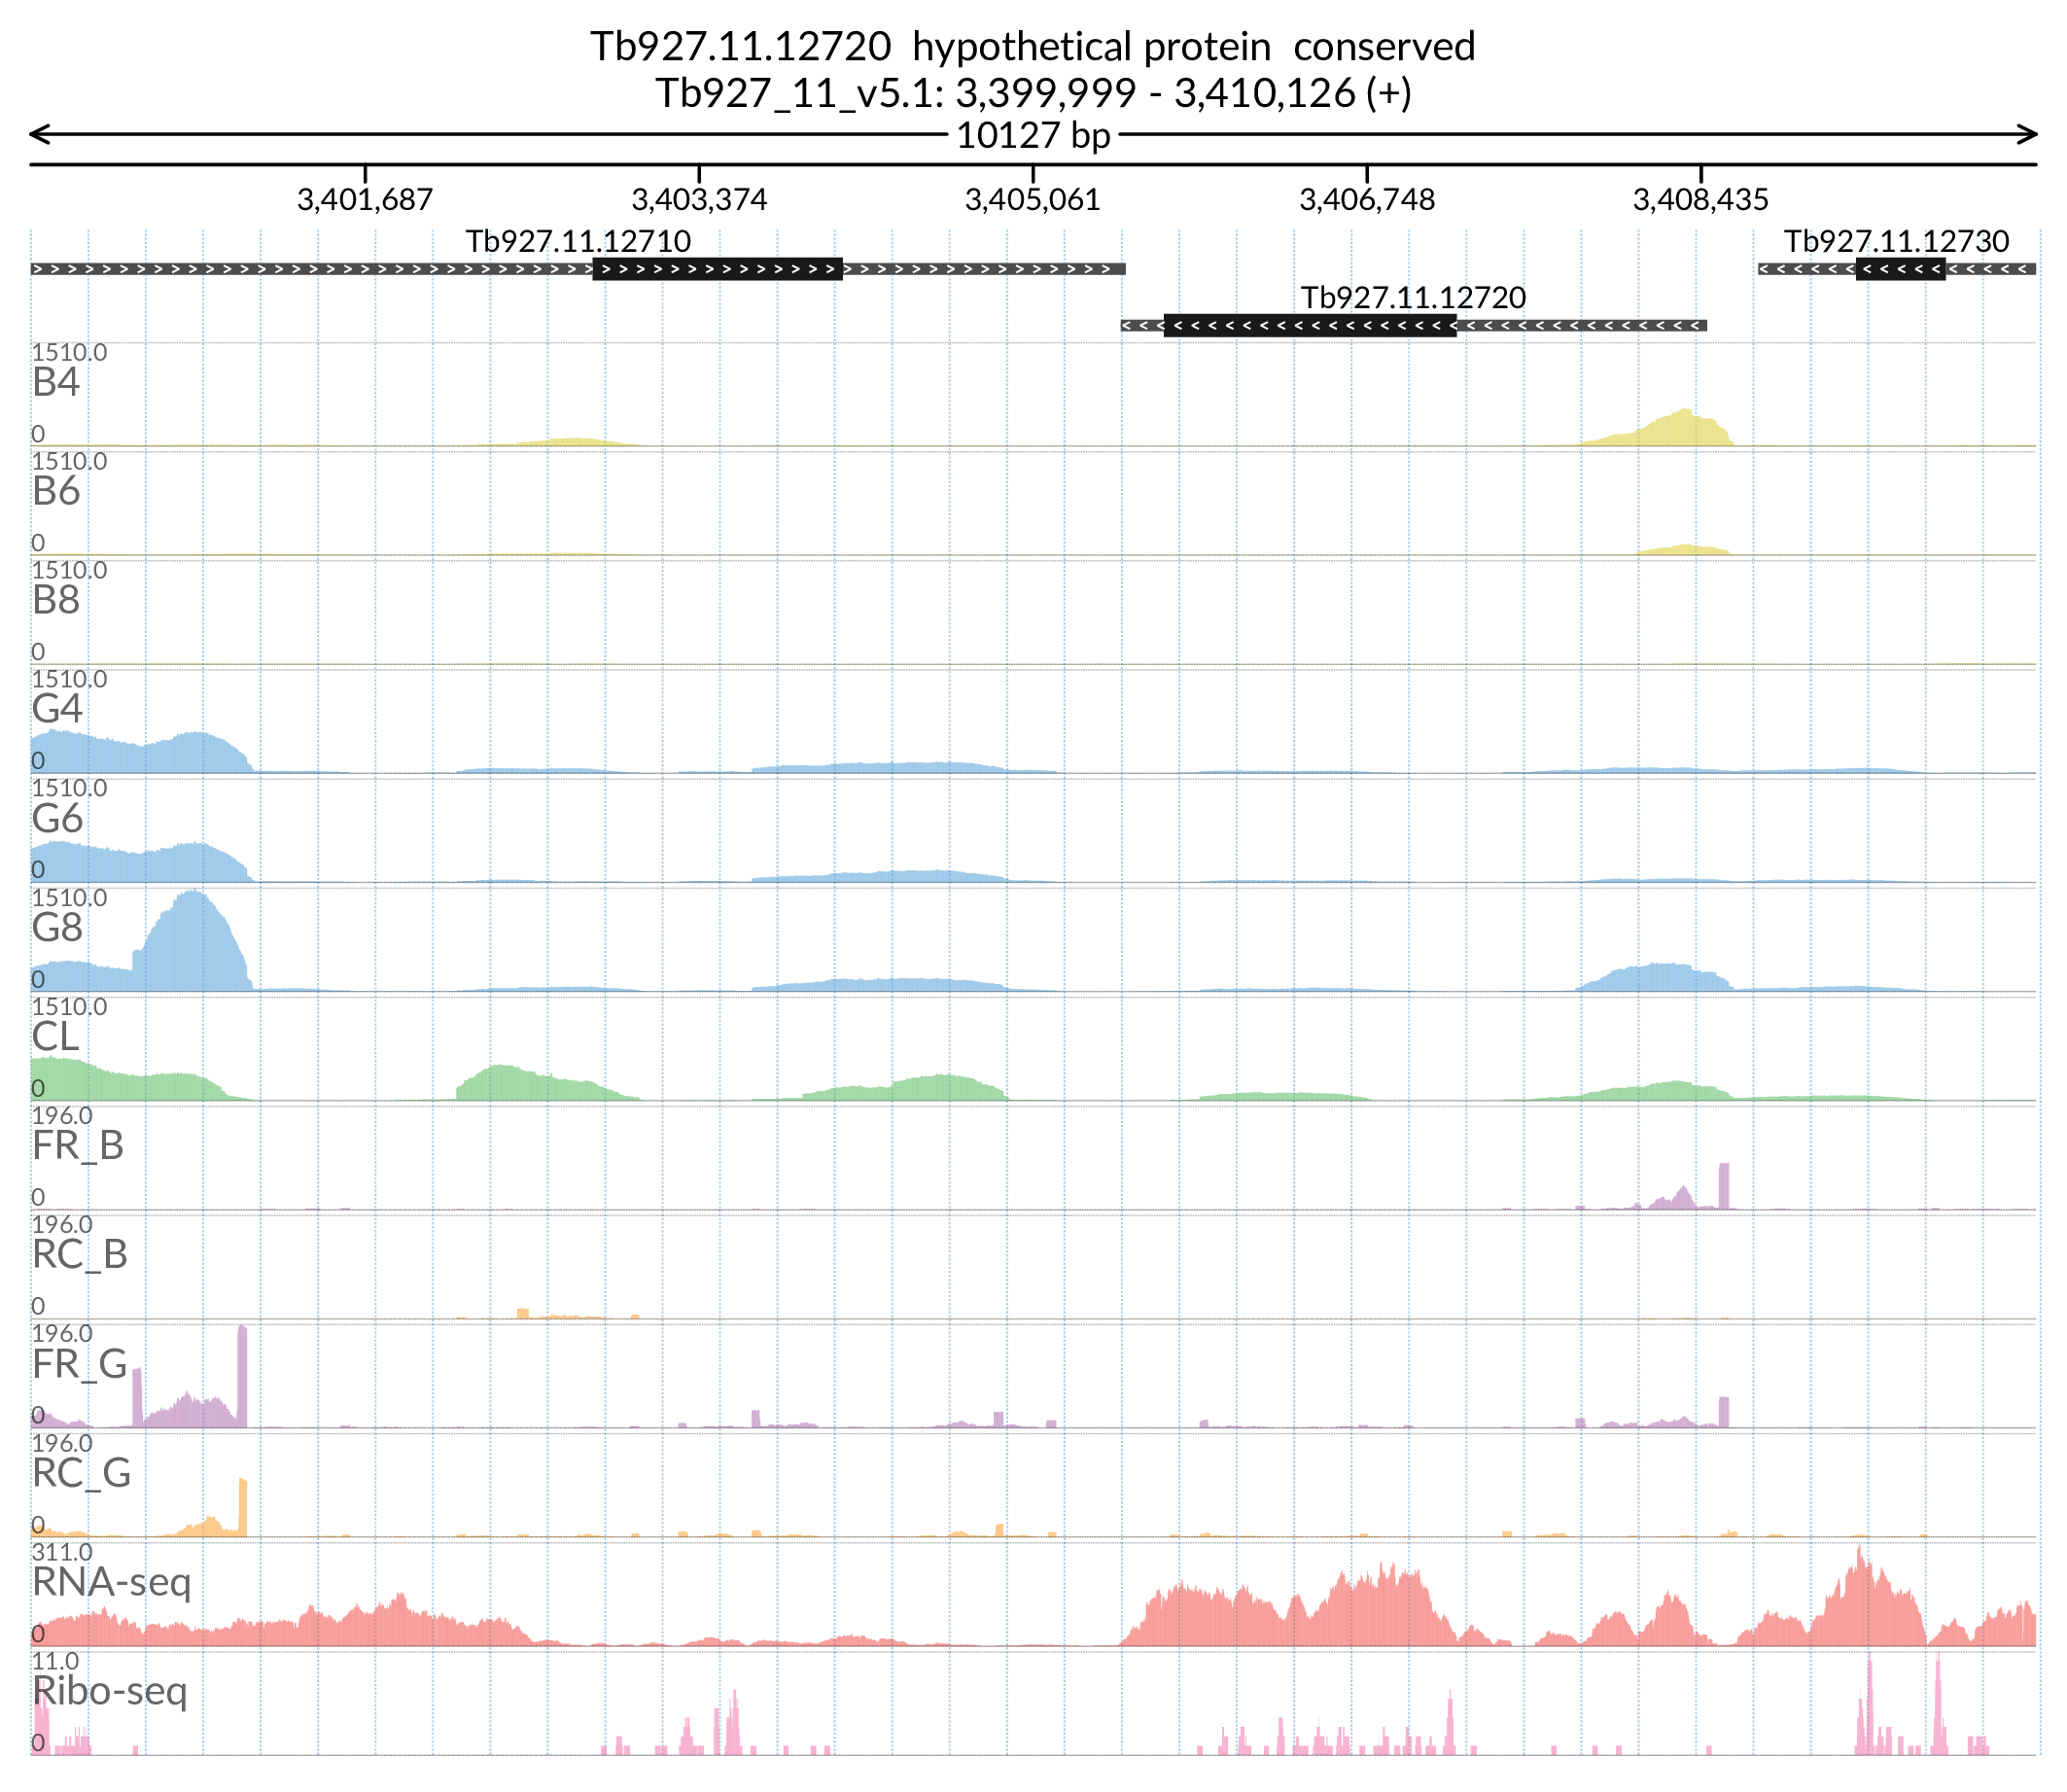 Tb927.11.12720  hypothetical protein  conserved
Tb927_11_v5.1: 3,399,999 - 3,410,126 (+)
10127 bp
3,401,687 3,403,374 3,405,061 3,406,748 3,408,435
Tb927.11.12710 Tb927.11.12730
Tb927.11.12720
1510.0
B4
0
1510.0
B6
0
1510.0
B8
0
1510.0
G4
0
1510.0
G6
0
1510.0
G8
0
1510.0
CL
0
196.0
FR_B
0
196.0
RC_B
0
196.0
FR_G
0
196.0
RC_G
0
311.0
RNA-seq
0
11.0
Ribo-seq
0